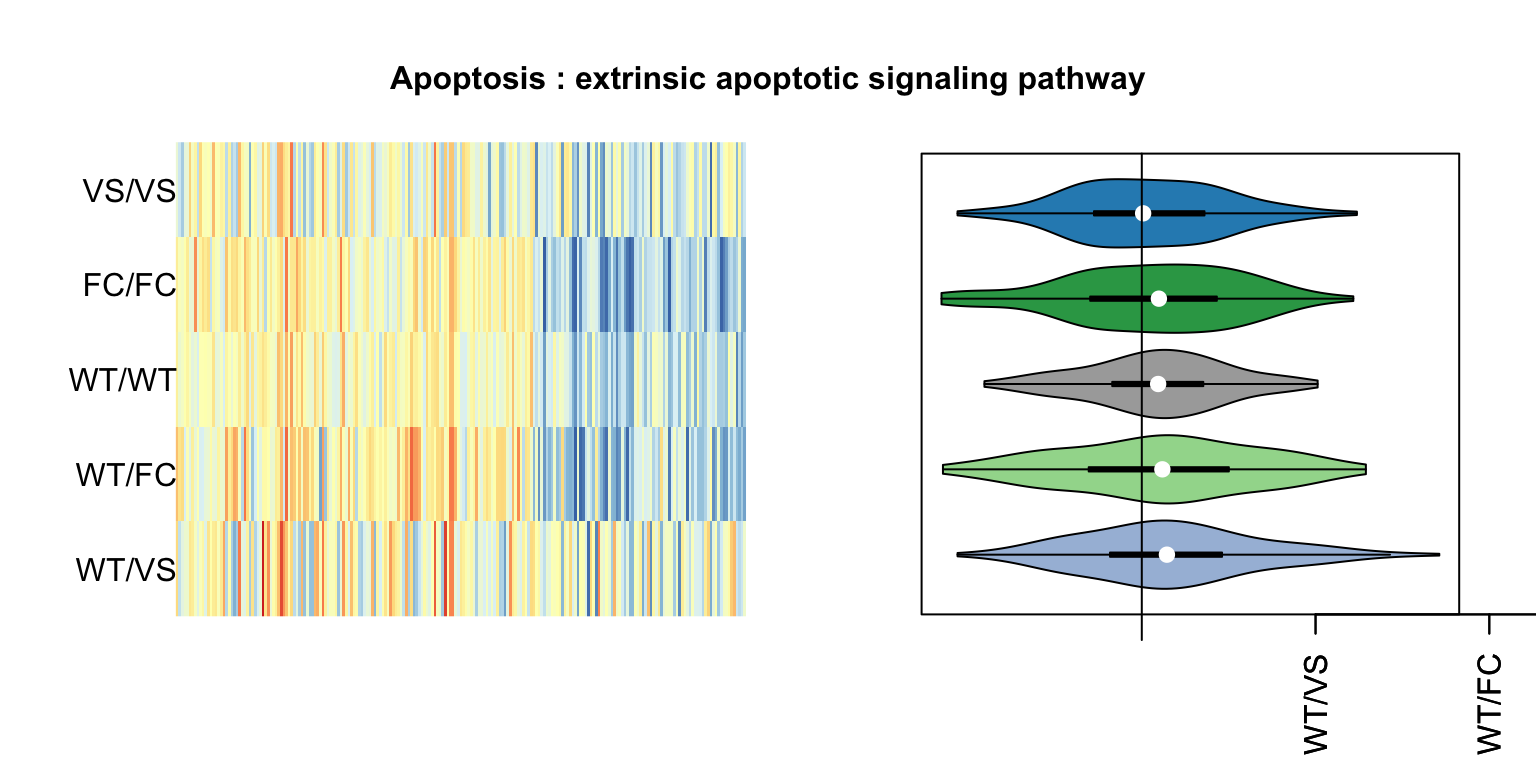 Apoptosis : extrinsic apoptotic signaling pathway
VS/VS
FC/FC
WT/WT
WT/FC
WT/VS
WT/VS
WT/FC